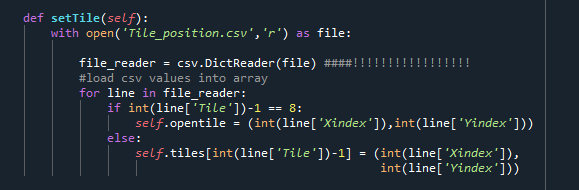 def setTile(self):
    with open('Tile_position.csv','r') as file:

        file_reader = csv.DictReader(file) ####!!!!!!!!!!!!!!!!!
        #load csv values into array
        for line in file_reader:
            if int(line['Tile'])-1 == 8:
                self.opentile = (int(line['Xindex']),int(line['Yindex']))
            else:
                self.tiles[int(line['Tile'])-1] = (int(line['Xindex']),
                                                   int(line['Yindex']))